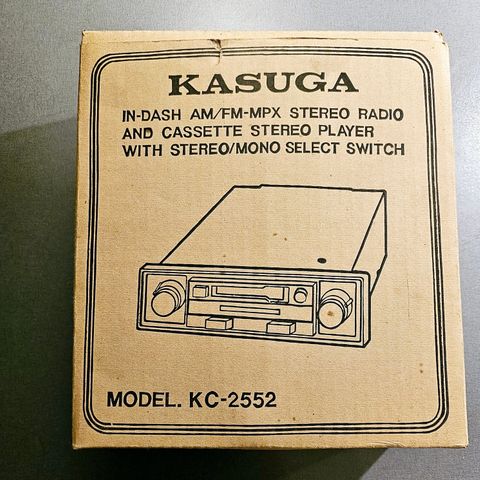 KASUGA
IN-DASH AM/FM-MPX STEREO RADIO
AND CASSETTE STEREO PLAYER
WITH STEREO/MONO SELECT SWITCH
MODEL. KC-2552